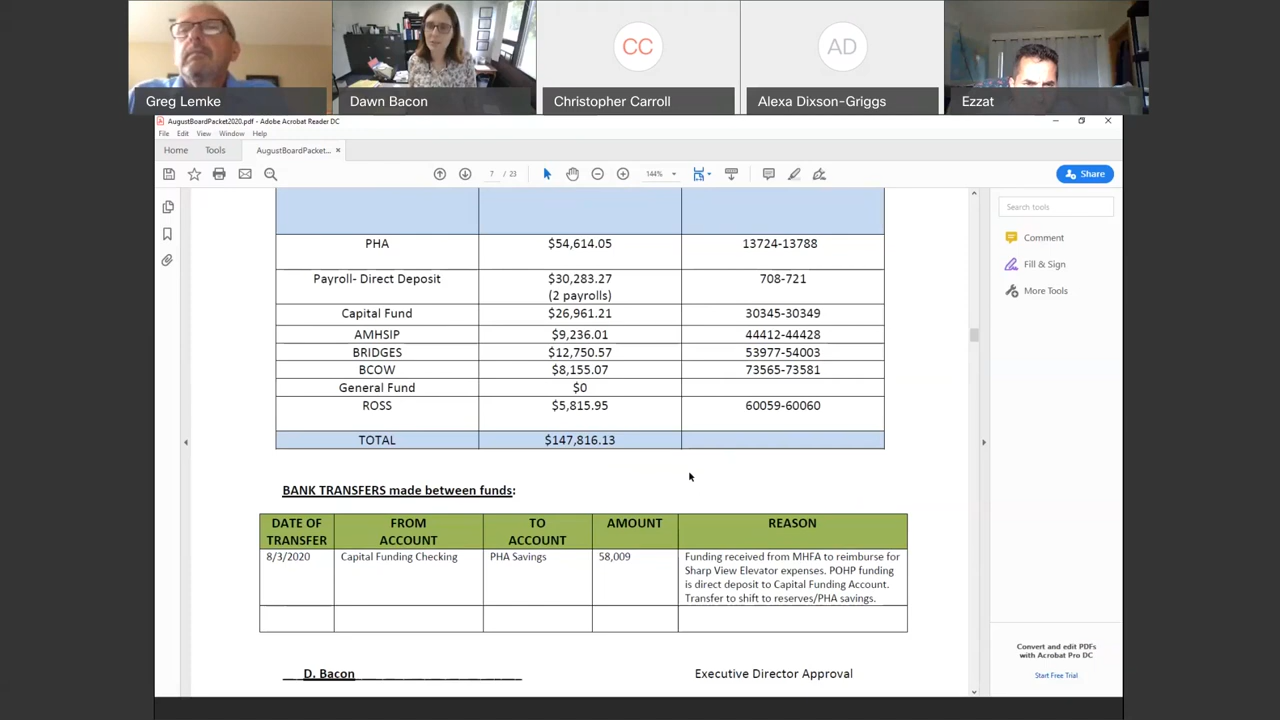 CC
AD
Greg Lemke
Dawn Bacon
Christopher Carroll
Alexa Dixson-Griggs
Ezzat
AugustBoardPacket2020.pdf - Adobe Acrobat Reader DC
File Edit View Window Help
Home Tools AugustBoardPacket... ×
7 / 23 144% Share
Search tools
Comment
Fill & Sign
More Tools
PHA $54,614.05 13724-13788
Payroll- Direct Deposit $30,283.27 708-721
(2 payrolls)
Capital Fund $26,961.21 30345-30349
AMHSIP $9,236.01 44412-44428
BRIDGES $12,750.57 53977-54003
BCOW $8,155.07 73565-73581
General Fund $0
ROSS $5,815.95 60059-60060
TOTAL $147,816.13
BANK TRANSFERS made between funds:
DATE OF FROM TO AMOUNT REASON
TRANSFER ACCOUNT ACCOUNT
8/3/2020 Capital Funding Checking PHA Savings 58,009 Funding received from MHFA to reimburse for
Sharp View Elevator expenses. POHP funding
is direct deposit to Capital Funding Account.
Transfer to shift to reserves/PHA savings.
D. Bacon Executive Director Approval
Convert and edit PDFs
with Acrobat Pro DC
Start Free Trial